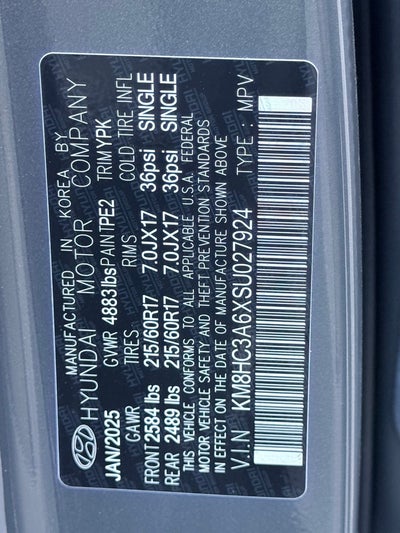 MANUFACTURED IN KOREA BY
HYUNDAI MOTOR COMPANY
JAN/2025 GVWR 4883lbs PAINT PE2 TRIM YPK
GAWR TIRES RIMS COLD TIRE INFL
FRONT 2584 lbs 215/60R17 7.0JX17 36psi SINGLE
REAR 2489 lbs 215/60R17 7.0JX17 36psi SINGLE
THIS VEHICLE CONFORMS TO ALL APPLICABLE U.S.A. FEDERAL
MOTOR VEHICLE SAFETY AND THEFT PREVENTION STANDARDS
IN EFFECT ON THE DATE OF MANUFACTURE SHOWN ABOVE
V.I.N : KM8HC3A6XSU027924 TYPE : MPV